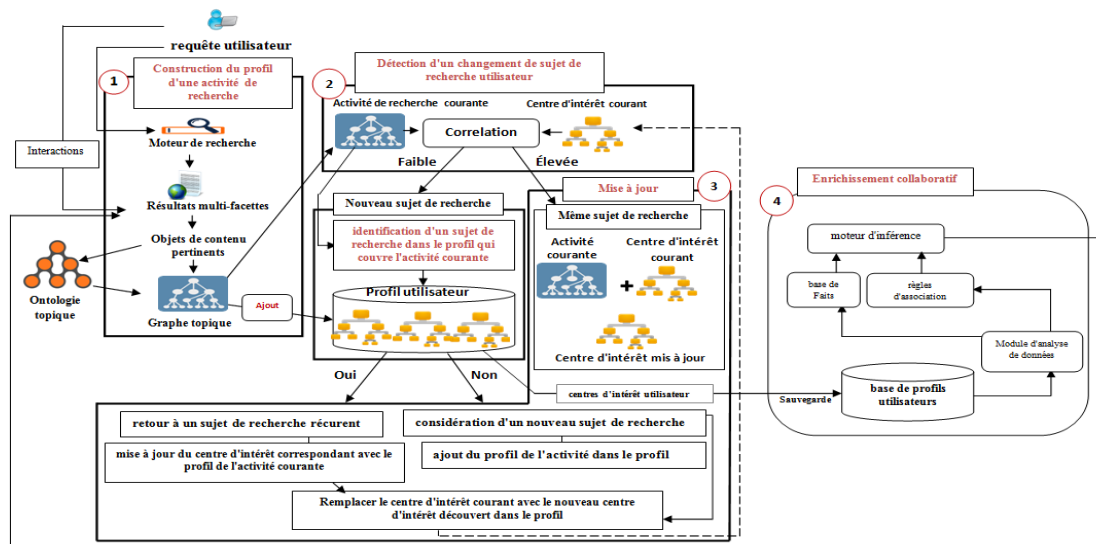 requête utilisateur
1
Construction du profil
d'une activité de
recherche
Moteur de recherche
Interactions
Résultats multi-facettes
Objets de contenu
pertinents
Ontologie
topique
Graphe topique
Ajout
2
Détection d'un changement de sujet de
recherche utilisateur
Activité de recherche courante
Centre d'intérêt courant
Correlation
Faible
Élevée
Nouveau sujet de recherche
identification d'un sujet de
recherche dans le profil qui
couvre l'activité courante
Profil utilisateur
Oui
Non
Mise à jour
3
Mème sujet de recherche
Activité
courante
Centre d'intérêt
courant
+
Centre d'intérêt mis à jour
centres d'intérêt utilisateur
retour à un sujet de recherche récurent
mise à jour du centre d'intérêt correspondant avec le
profil de l'activité courante
considération d'un nouveau sujet de recherche
ajout du profil de l'activité dans le profil
Remplacer le centre d'intérêt courant avec le nouveau centre
d'intérêt découvert dans le profil
4
Enrichissement collaboratif
moteur d'inférence
base de
Faits
règles
d'association
Module d'analyse
de données
Sauvegarde
base de profils
utilisateurs